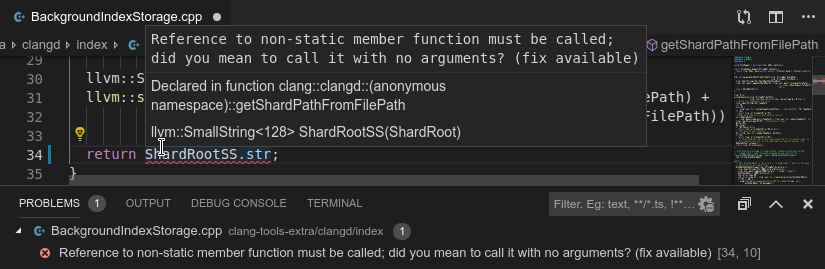 BackgroundIndexStorage.cpp
a › clangd › index › getShardPathFromFilePath
Reference to non-static member function must be called;
did you mean to call it with no arguments? (fix available)
Declared in function clang::clangd::(anonymous
namespace)::getShardPathFromFilePath
llvm::SmallString<128> ShardRootSS(ShardRoot)
29
30 llvm::S
31 llvm::s ePath) +
32 FilePath))
33
34 return ShardRootSS.str;
35 }
PROBLEMS 1 OUTPUT DEBUG CONSOLE TERMINAL Filter. Eg: text, **/*.ts, !**...
BackgroundIndexStorage.cpp clang-tools-extra/clangd/index 1
Reference to non-static member function must be called; did you mean to call it with no arguments? (fix available) [34, 10]